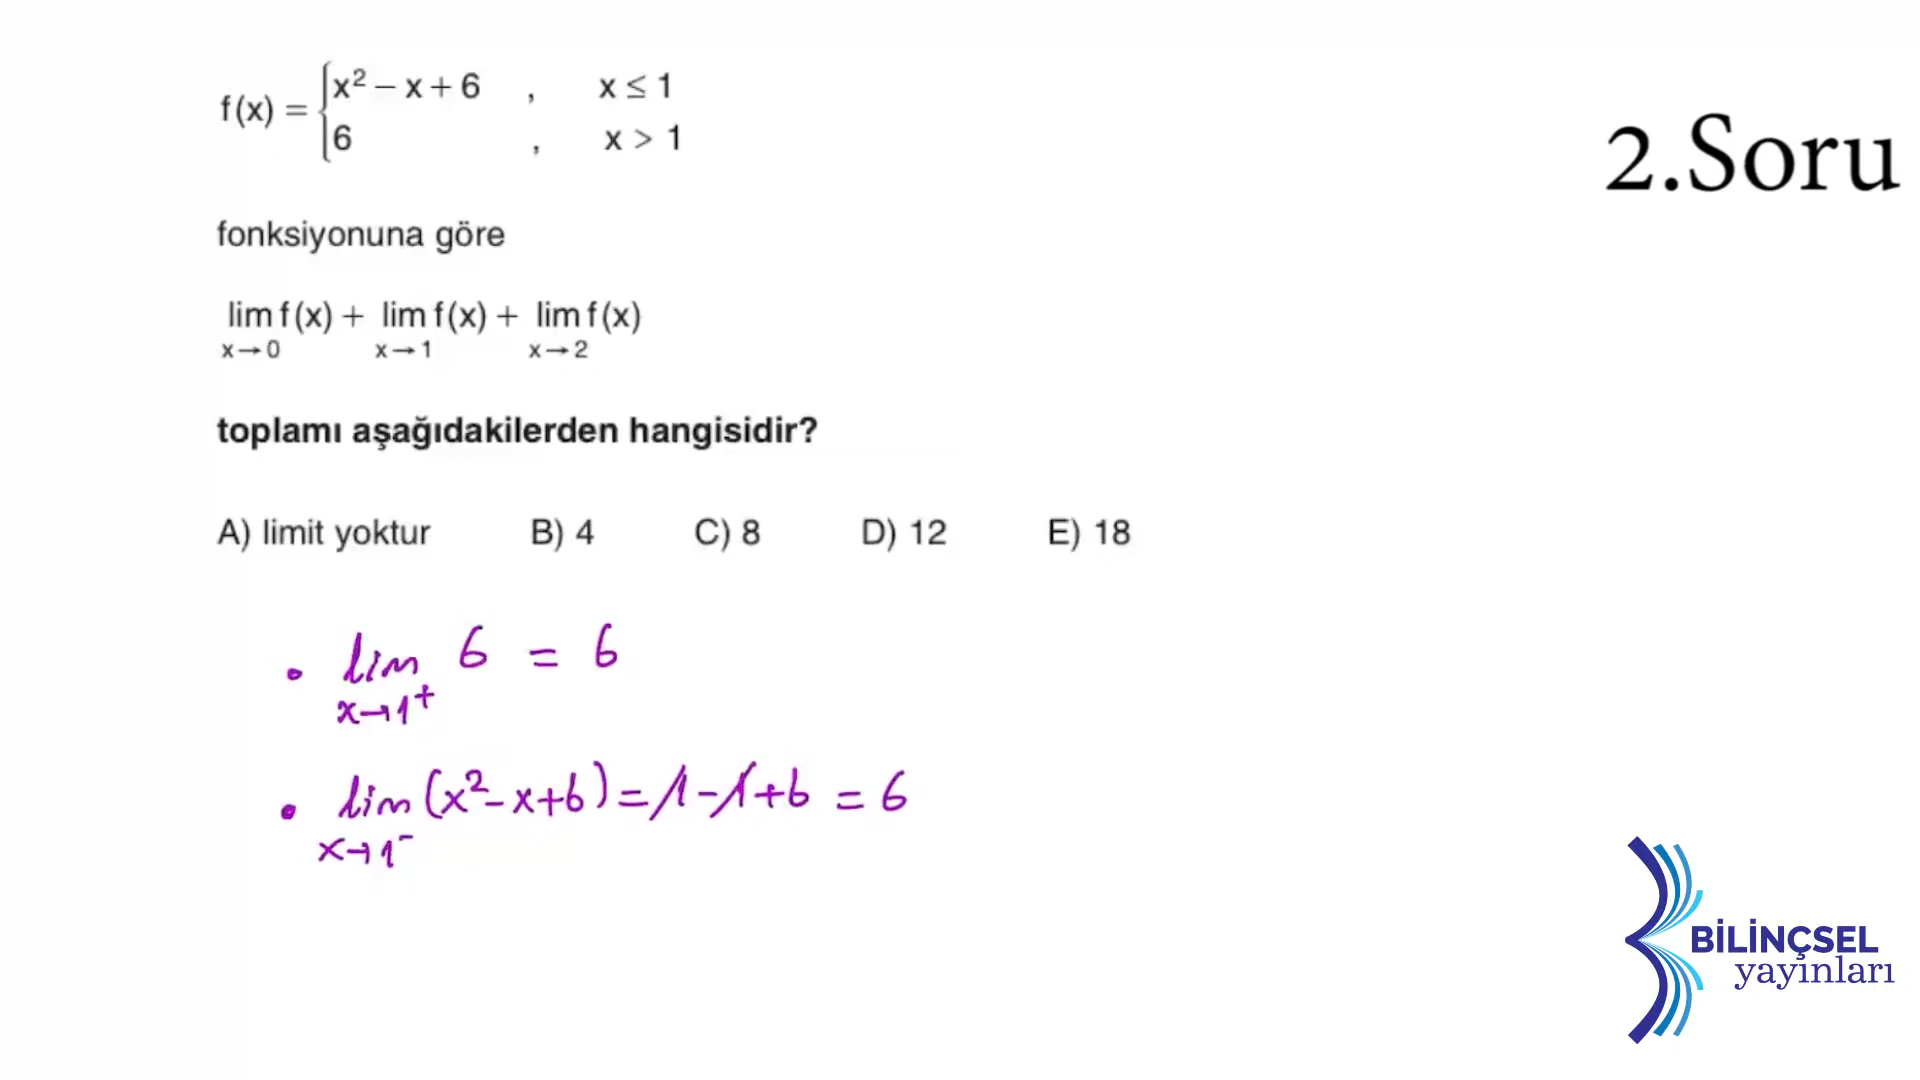 f(x) = { x² − x + 6 , x ≤ 1
6 , x > 1
2.Soru
fonksiyonuna göre
lim f(x) + lim f(x) + lim f(x)
x→0 x→1 x→2
toplamı aşağıdakilerden hangisidir?
A) limit yoktur B) 4 C) 8 D) 12 E) 18
• lim 6 = 6
x→1⁺
• lim (x²−x+6) = 1−1+6 = 6
x→1⁻
BİLİNÇSEL
yayınları